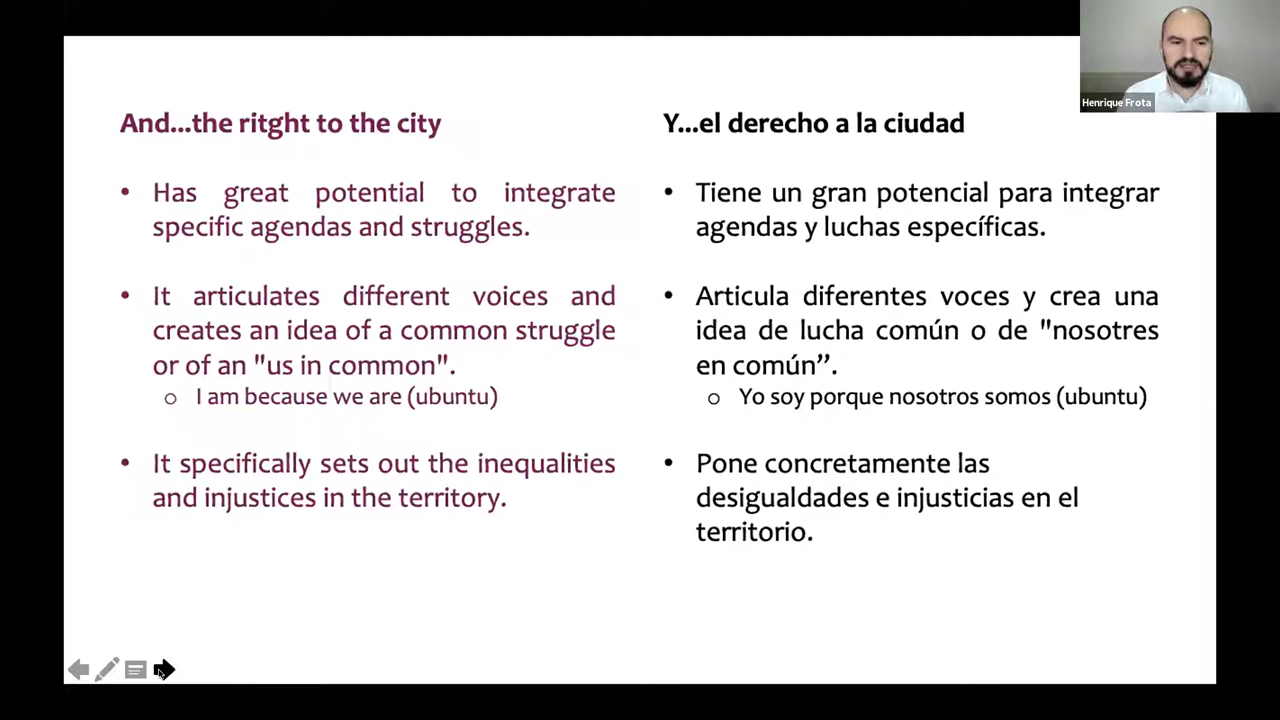 And...the ritght to the city
• Has great potential to integrate
specific agendas and struggles.
• It articulates different voices and
creates an idea of a common struggle
or of an "us in common".
o I am because we are (ubuntu)
• It specifically sets out the inequalities
and injustices in the territory.
Y...el derecho a la ciudad
• Tiene un gran potencial para integrar
agendas y luchas específicas.
• Articula diferentes voces y crea una
idea de lucha común o de "nosotres
en común”.
o Yo soy porque nosotros somos (ubuntu)
• Pone concretamente las
desigualdades e injusticias en el
territorio.
Henrique Frota